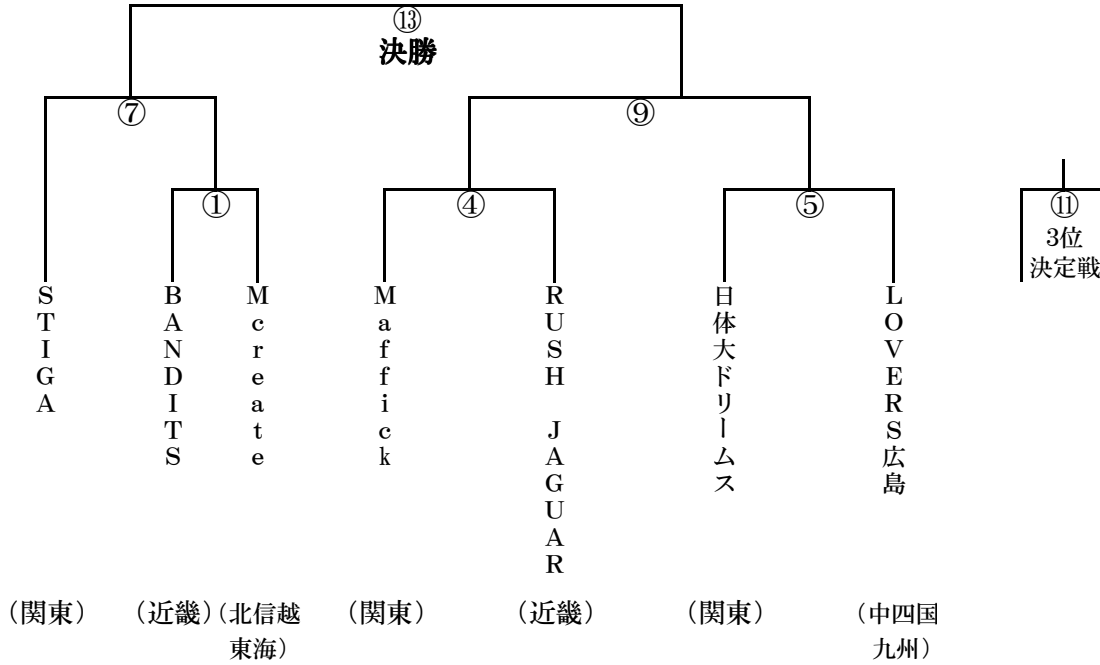 ⑬
決勝
⑦
⑨
①
④
⑤
⑪
3位
決定戦
STIGA
BANDITS
Mcreate
Maffick
RUSH JAGUAR
日体大ドリームス
LOVERS広島
（関東）
（近畿）
（北信越
東海）
（関東）
（近畿）
（関東）
（中四国
九州）